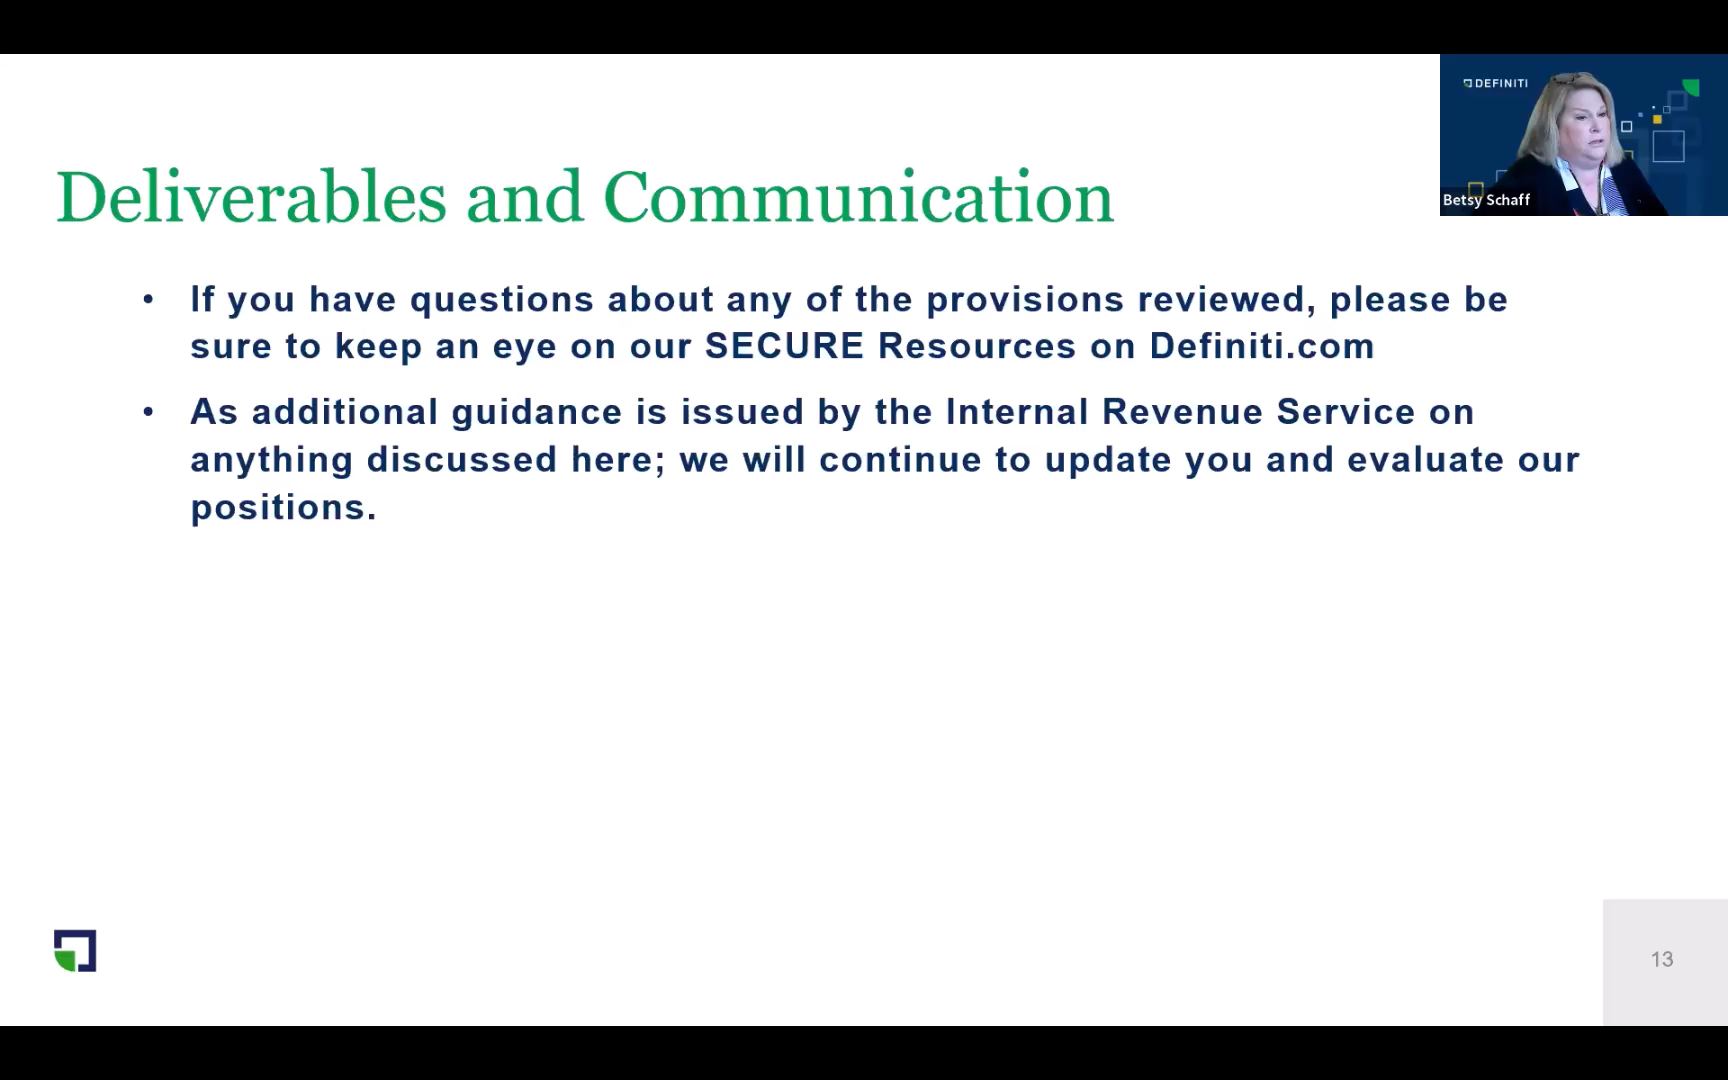 DEFINITI
Betsy Schaff
Deliverables and Communication
• If you have questions about any of the provisions reviewed, please be
sure to keep an eye on our SECURE Resources on Definiti.com
• As additional guidance is issued by the Internal Revenue Service on
anything discussed here; we will continue to update you and evaluate our
positions.
13